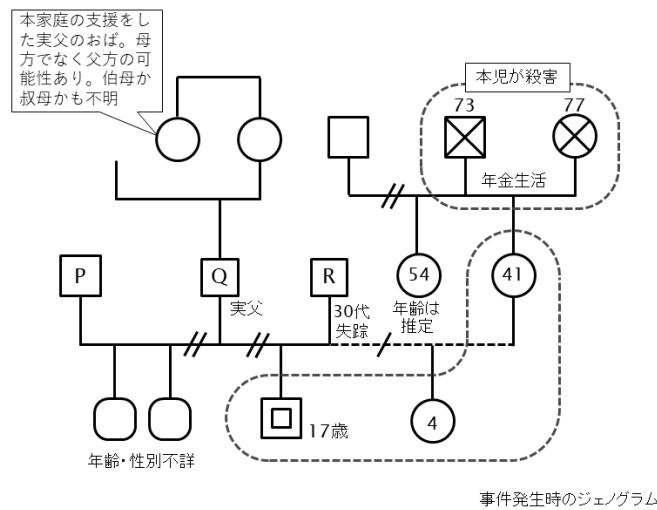 本家庭の支援をし
た実父のおば。母
方でなく父方の可
能性あり。伯母か
叔母かも不明
本児が殺害
73
77
年金生活
P
Q
R
54
41
実父
30代
失踪
年齢は
推定
17歳
4
年齢・性別不詳
事件発生時のジェノグラム